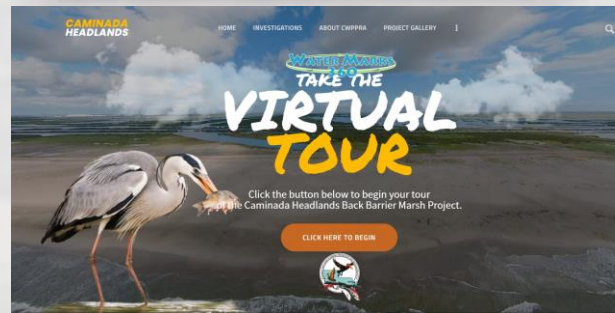 CAMINADA
HEADLANDS
HOME INVESTIGATIONS ABOUT CWPPRA PROJECT GALLERY
WATER MARKS
360
TAKE THE
VIRTUAL
TOUR
Click the button below to begin your tour
of the Caminada Headlands Back Barrier Marsh Project.
CLICK HERE TO BEGIN